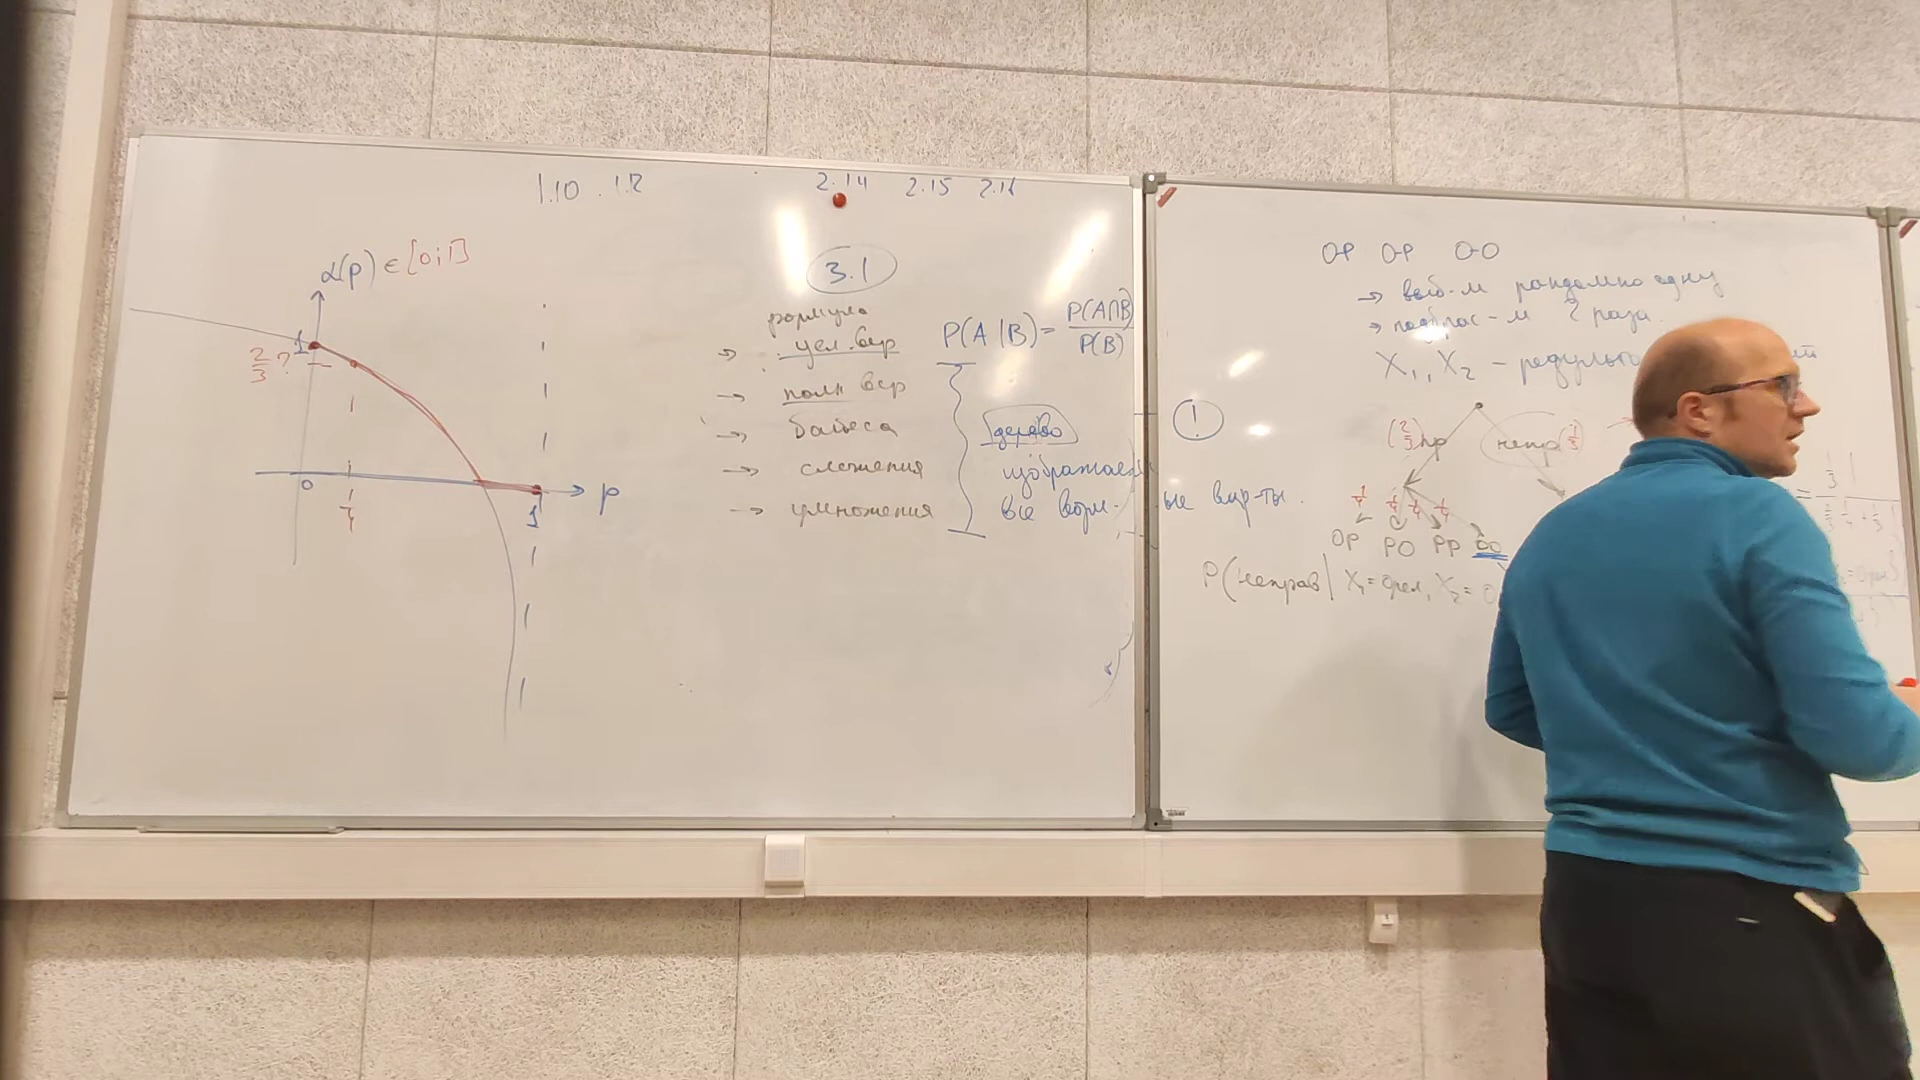 1.10 . 1.12 2.14 2.15 2.16
α(p) ∈ [0;1]
1
2/3 ?
0
1/4
1
p
3.1
формула
→ усл. вер
→ полн вер
→ байеса
→ сложения
→ умножения
P(A|B) = P(A∩B)/P(B)
дерево
изображает
все возм-ые вар-ты.
!
ОР ОР ОО
→ выб-м рандомно одну
→ подбрас-м 2 раза.
X₁, X₂ –
(2/3) пр непр (1/3)
1/4 1/4 1/4 1/4
ОР РО РР ОО
P(неправ | X₁ = орел, X₂ = о